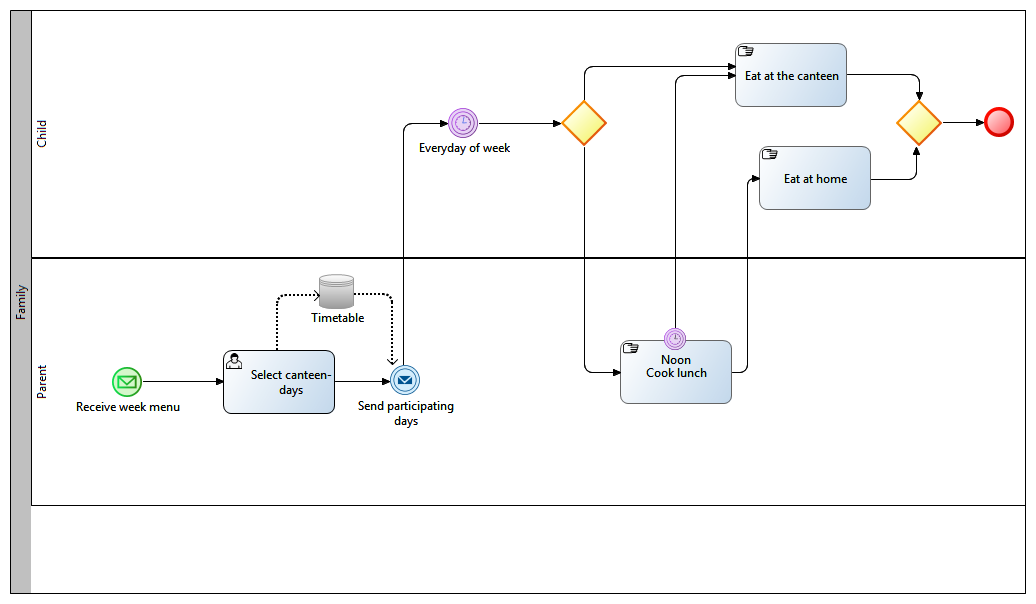 Family
Child
Everyday of week
Eat at the canteen
Eat at home
Parent
Timetable
Receive week menu
Select canteen-
days
Send participating
days
Noon
Cook lunch